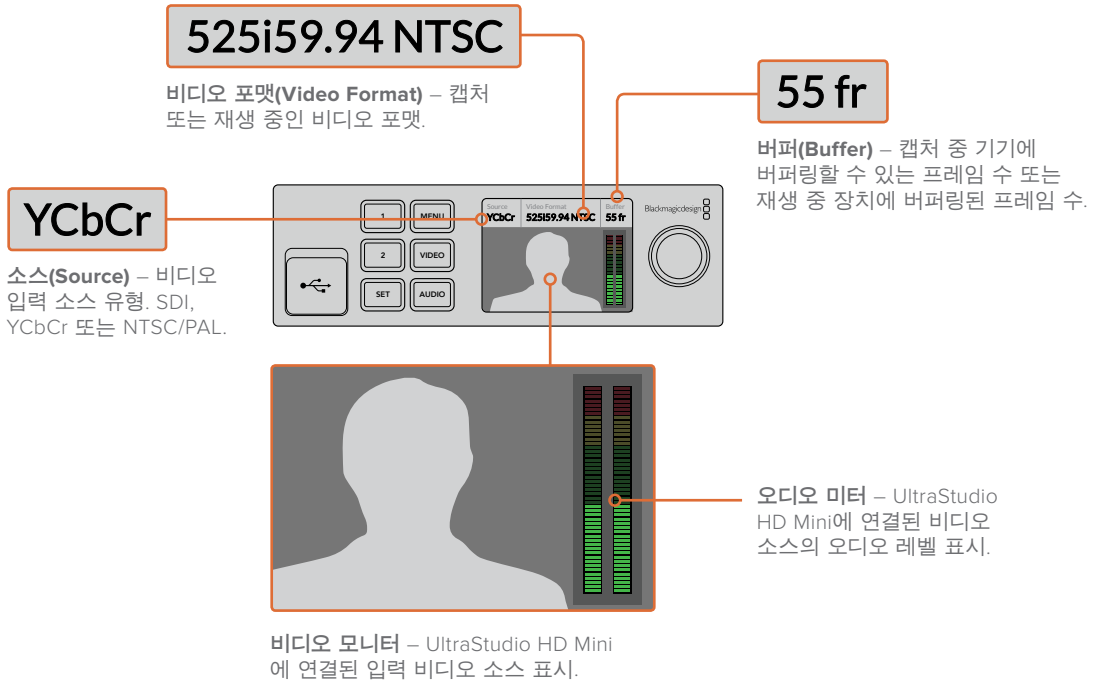 525i59.94 NTSC
비디오 포맷(Video Format) – 캡처
또는 재생 중인 비디오 포맷.
55 fr
버퍼(Buffer) – 캡처 중 기기에
버퍼링할 수 있는 프레임 수 또는
재생 중 장치에 버퍼링된 프레임 수.
YCbCr
소스(Source) – 비디오
입력 소스 유형. SDI,
YCbCr 또는 NTSC/PAL.
1
MENU
2
VIDEO
SET
AUDIO
Source
YCbCr
Video Format
525i59.94 NTSC
Buffer
55 fr
Blackmagicdesign
오디오 미터 – UltraStudio
HD Mini에 연결된 비디오
소스의 오디오 레벨 표시.
비디오 모니터 – UltraStudio HD Mini
에 연결된 입력 비디오 소스 표시.